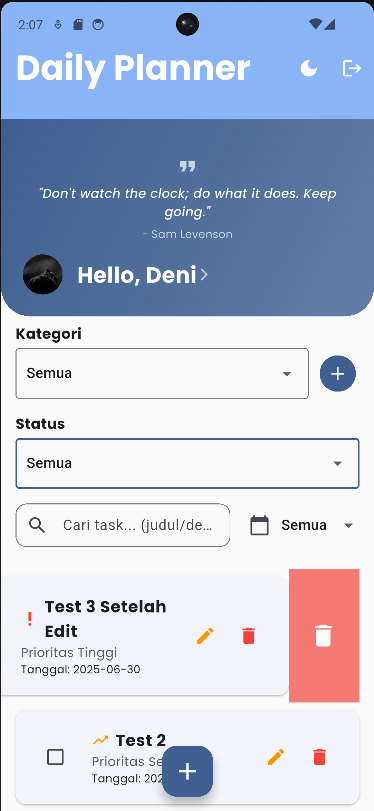 2:07
Daily Planner
"Don't watch the clock; do what it does. Keep
going."
- Sam Levenson
Hello, Deni
Kategori
Semua
Status
Semua
Cari task... (judul/de...
Semua
Test 3 Setelah
Edit
Prioritas Tinggi
Tanggal: 2025-06-30
Test 2
Prioritas Se
Tanggal: 202